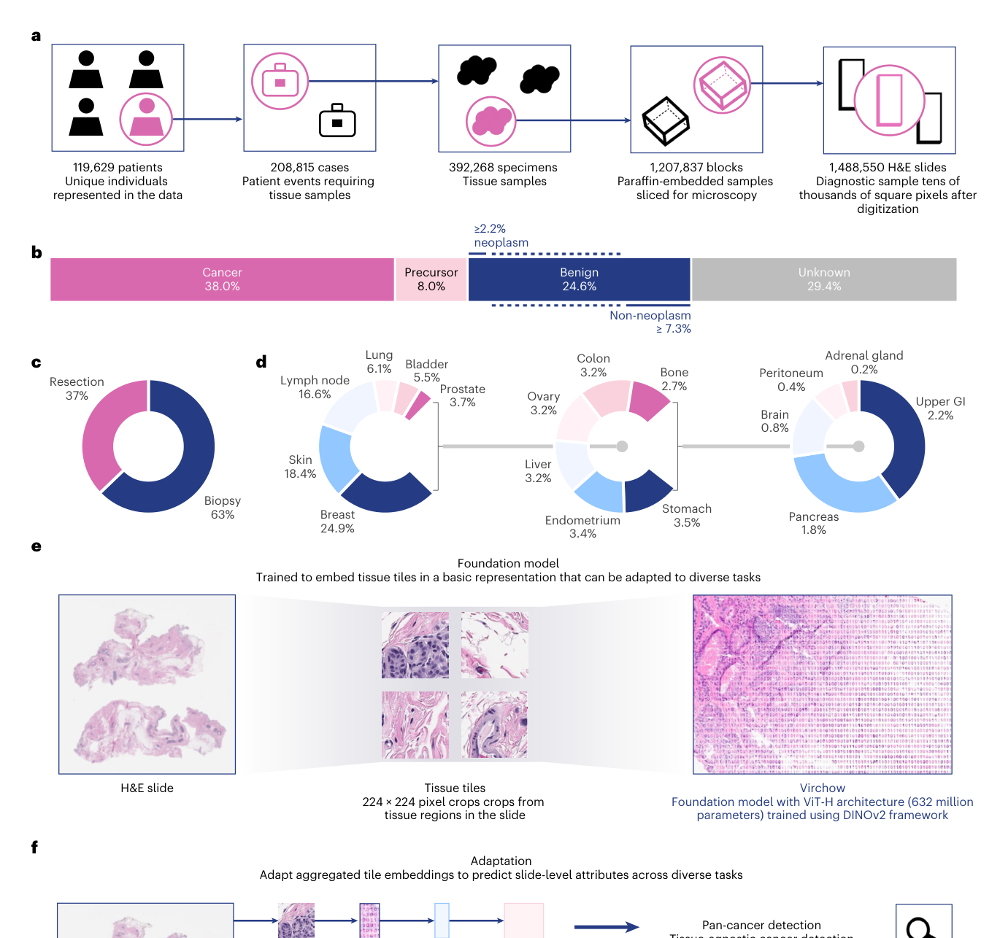 a
119,629 patients
Unique individuals
represented in the data
208,815 cases
Patient events requiring
tissue samples
392,268 specimens
Tissue samples
1,207,837 blocks
Paraffin-embedded samples
sliced for microscopy
1,488,550 H&E slides
Diagnostic sample tens of
thousands of square pixels after
digitization
b
≥2.2%
neoplasm
Cancer
38.0%
Precursor
8.0%
Benign
24.6%
Unknown
29.4%
Non-neoplasm
≥ 7.3%
c
Resection
37%
Biopsy
63%
d
Lung
6.1%
Bladder
5.5%
Prostate
3.7%
Lymph node
16.6%
Skin
18.4%
Breast
24.9%
Colon
3.2%
Bone
2.7%
Ovary
3.2%
Liver
3.2%
Endometrium
3.4%
Stomach
3.5%
Adrenal gland
0.2%
Peritoneum
0.4%
Upper GI
2.2%
Brain
0.8%
Pancreas
1.8%
e
Foundation model
Trained to embed tissue tiles in a basic representation that can be adapted to diverse tasks
H&E slide
Tissue tiles
224 × 224 pixel crops crops from
tissue regions in the slide
Virchow
Foundation model with ViT-H architecture (632 million
parameters) trained using DINOv2 framework
f
Adaptation
Adapt aggregated tile embeddings to predict slide-level attributes across diverse tasks
Pan-cancer detection
Tissue-agnostic cancer detection